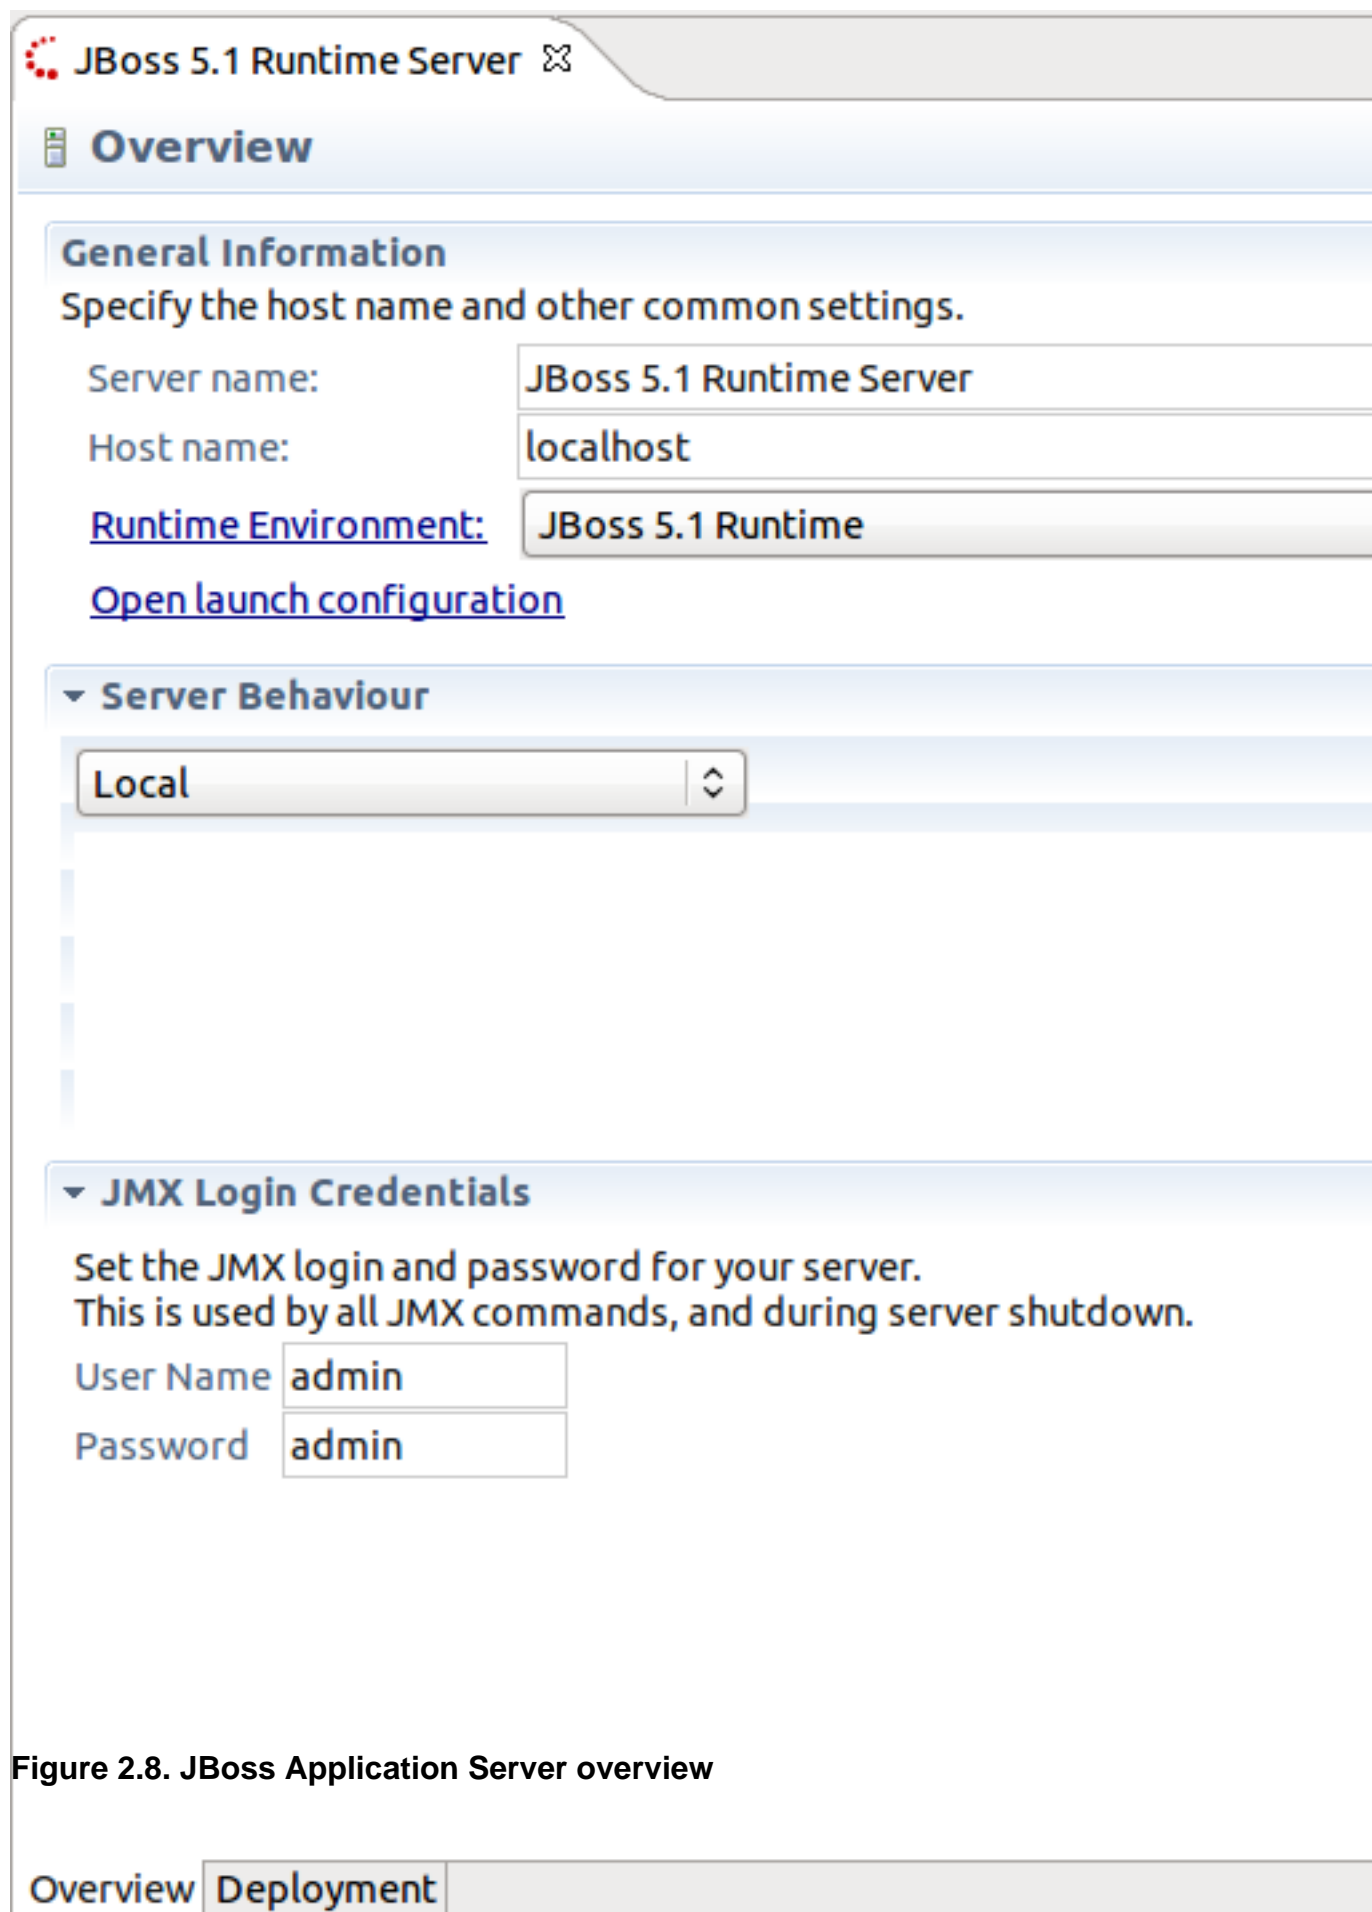 JBoss 5.1 Runtime Server
Overview
General Information
Specify the host name and other common settings.
Server name: JBoss 5.1 Runtime Server
Host name: localhost
Runtime Environment: JBoss 5.1 Runtime
Open launch configuration
Server Behaviour
Local
JMX Login Credentials
Set the JMX login and password for your server.
This is used by all JMX commands, and during server shutdown.
User Name admin
Password admin
Figure 2.8. JBoss Application Server overview
Overview Deployment